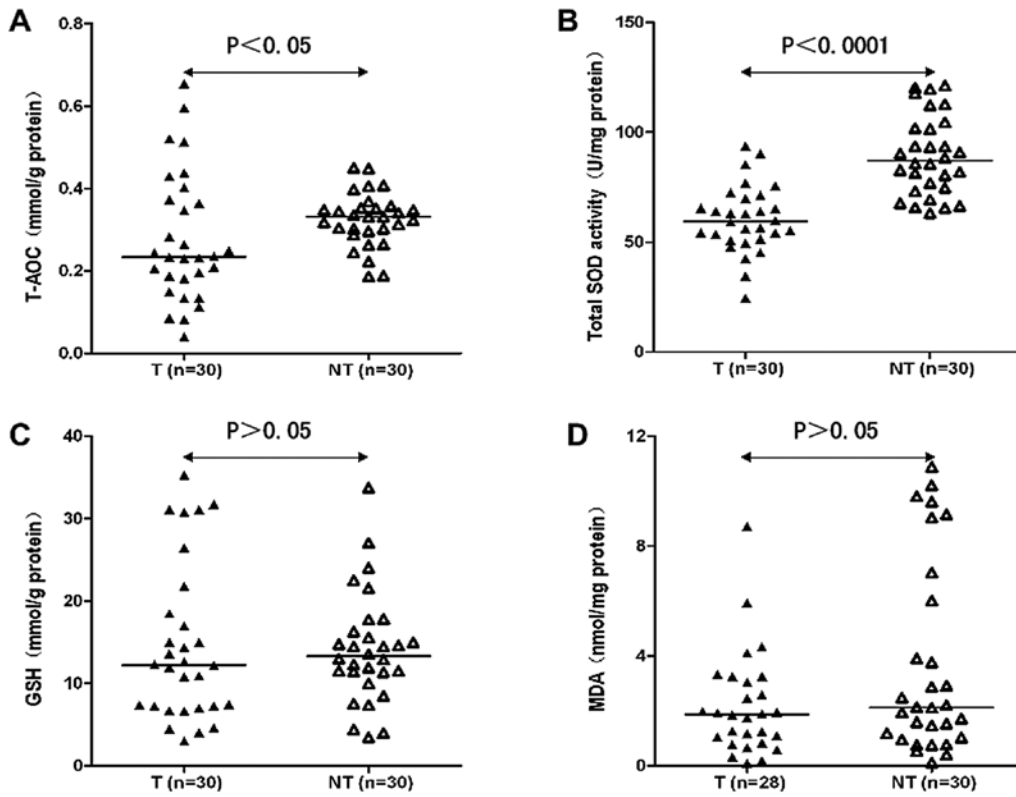 A
T-AOC (mmol/g protein)
0.8
0.6
0.4
0.2
0.0
P<0.05
T (n=30)
NT (n=30)
B
Total SOD activity (U/mg protein)
150
100
50
0
P<0.0001
T (n=30)
NT (n=30)
C
GSH (mmol/g protein)
40
30
20
10
0
P>0.05
T (n=30)
NT (n=30)
D
MDA (nmol/mg protein)
12
8
4
0
P>0.05
T (n=28)
NT (n=30)